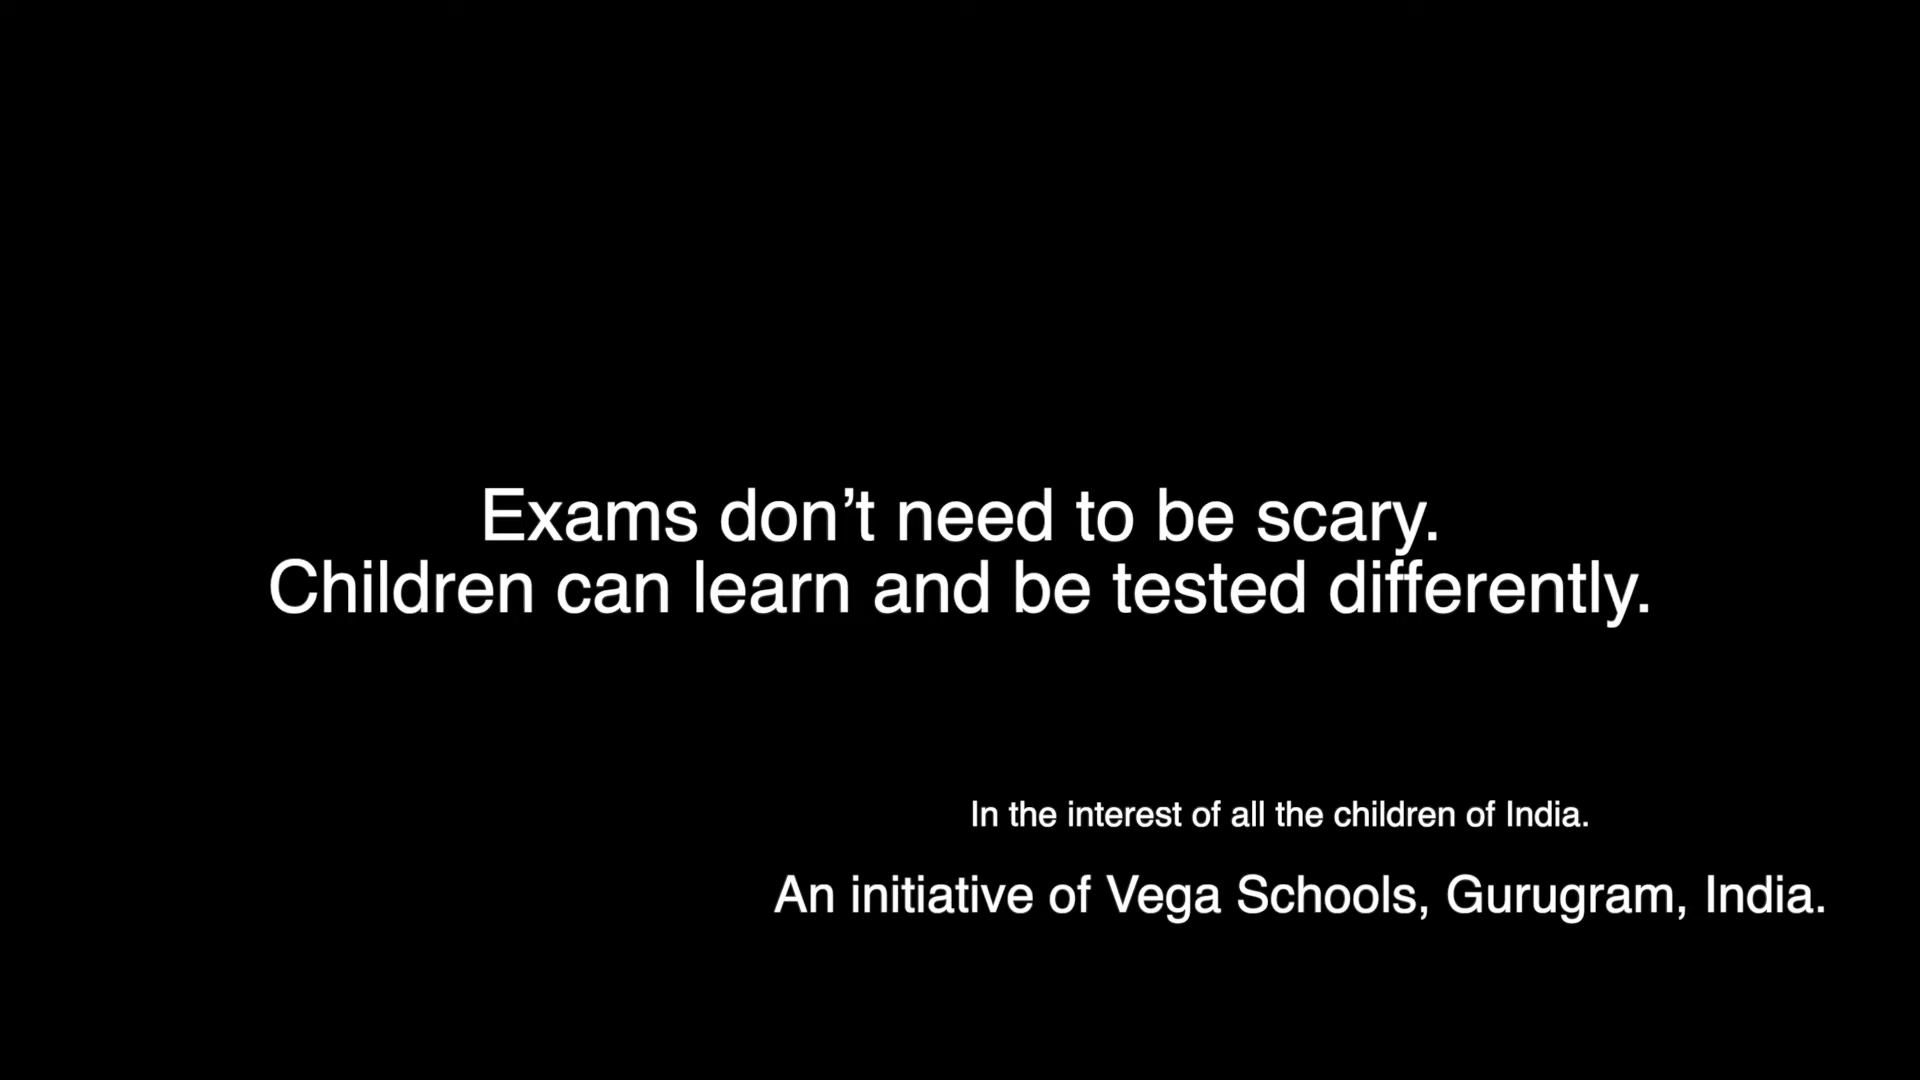 Exams don’t need to be scary.
Children can learn and be tested differently.
In the interest of all the children of India.
An initiative of Vega Schools, Gurugram, India.